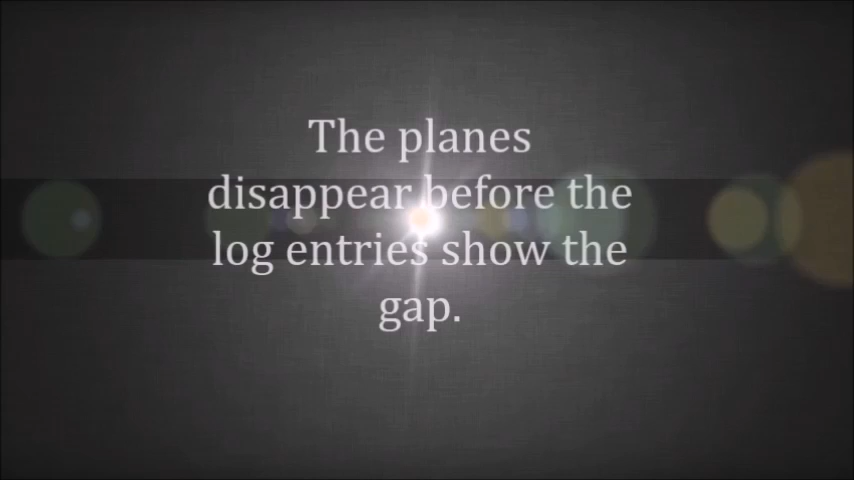 The planes
disappear before the
log entries show the
gap.